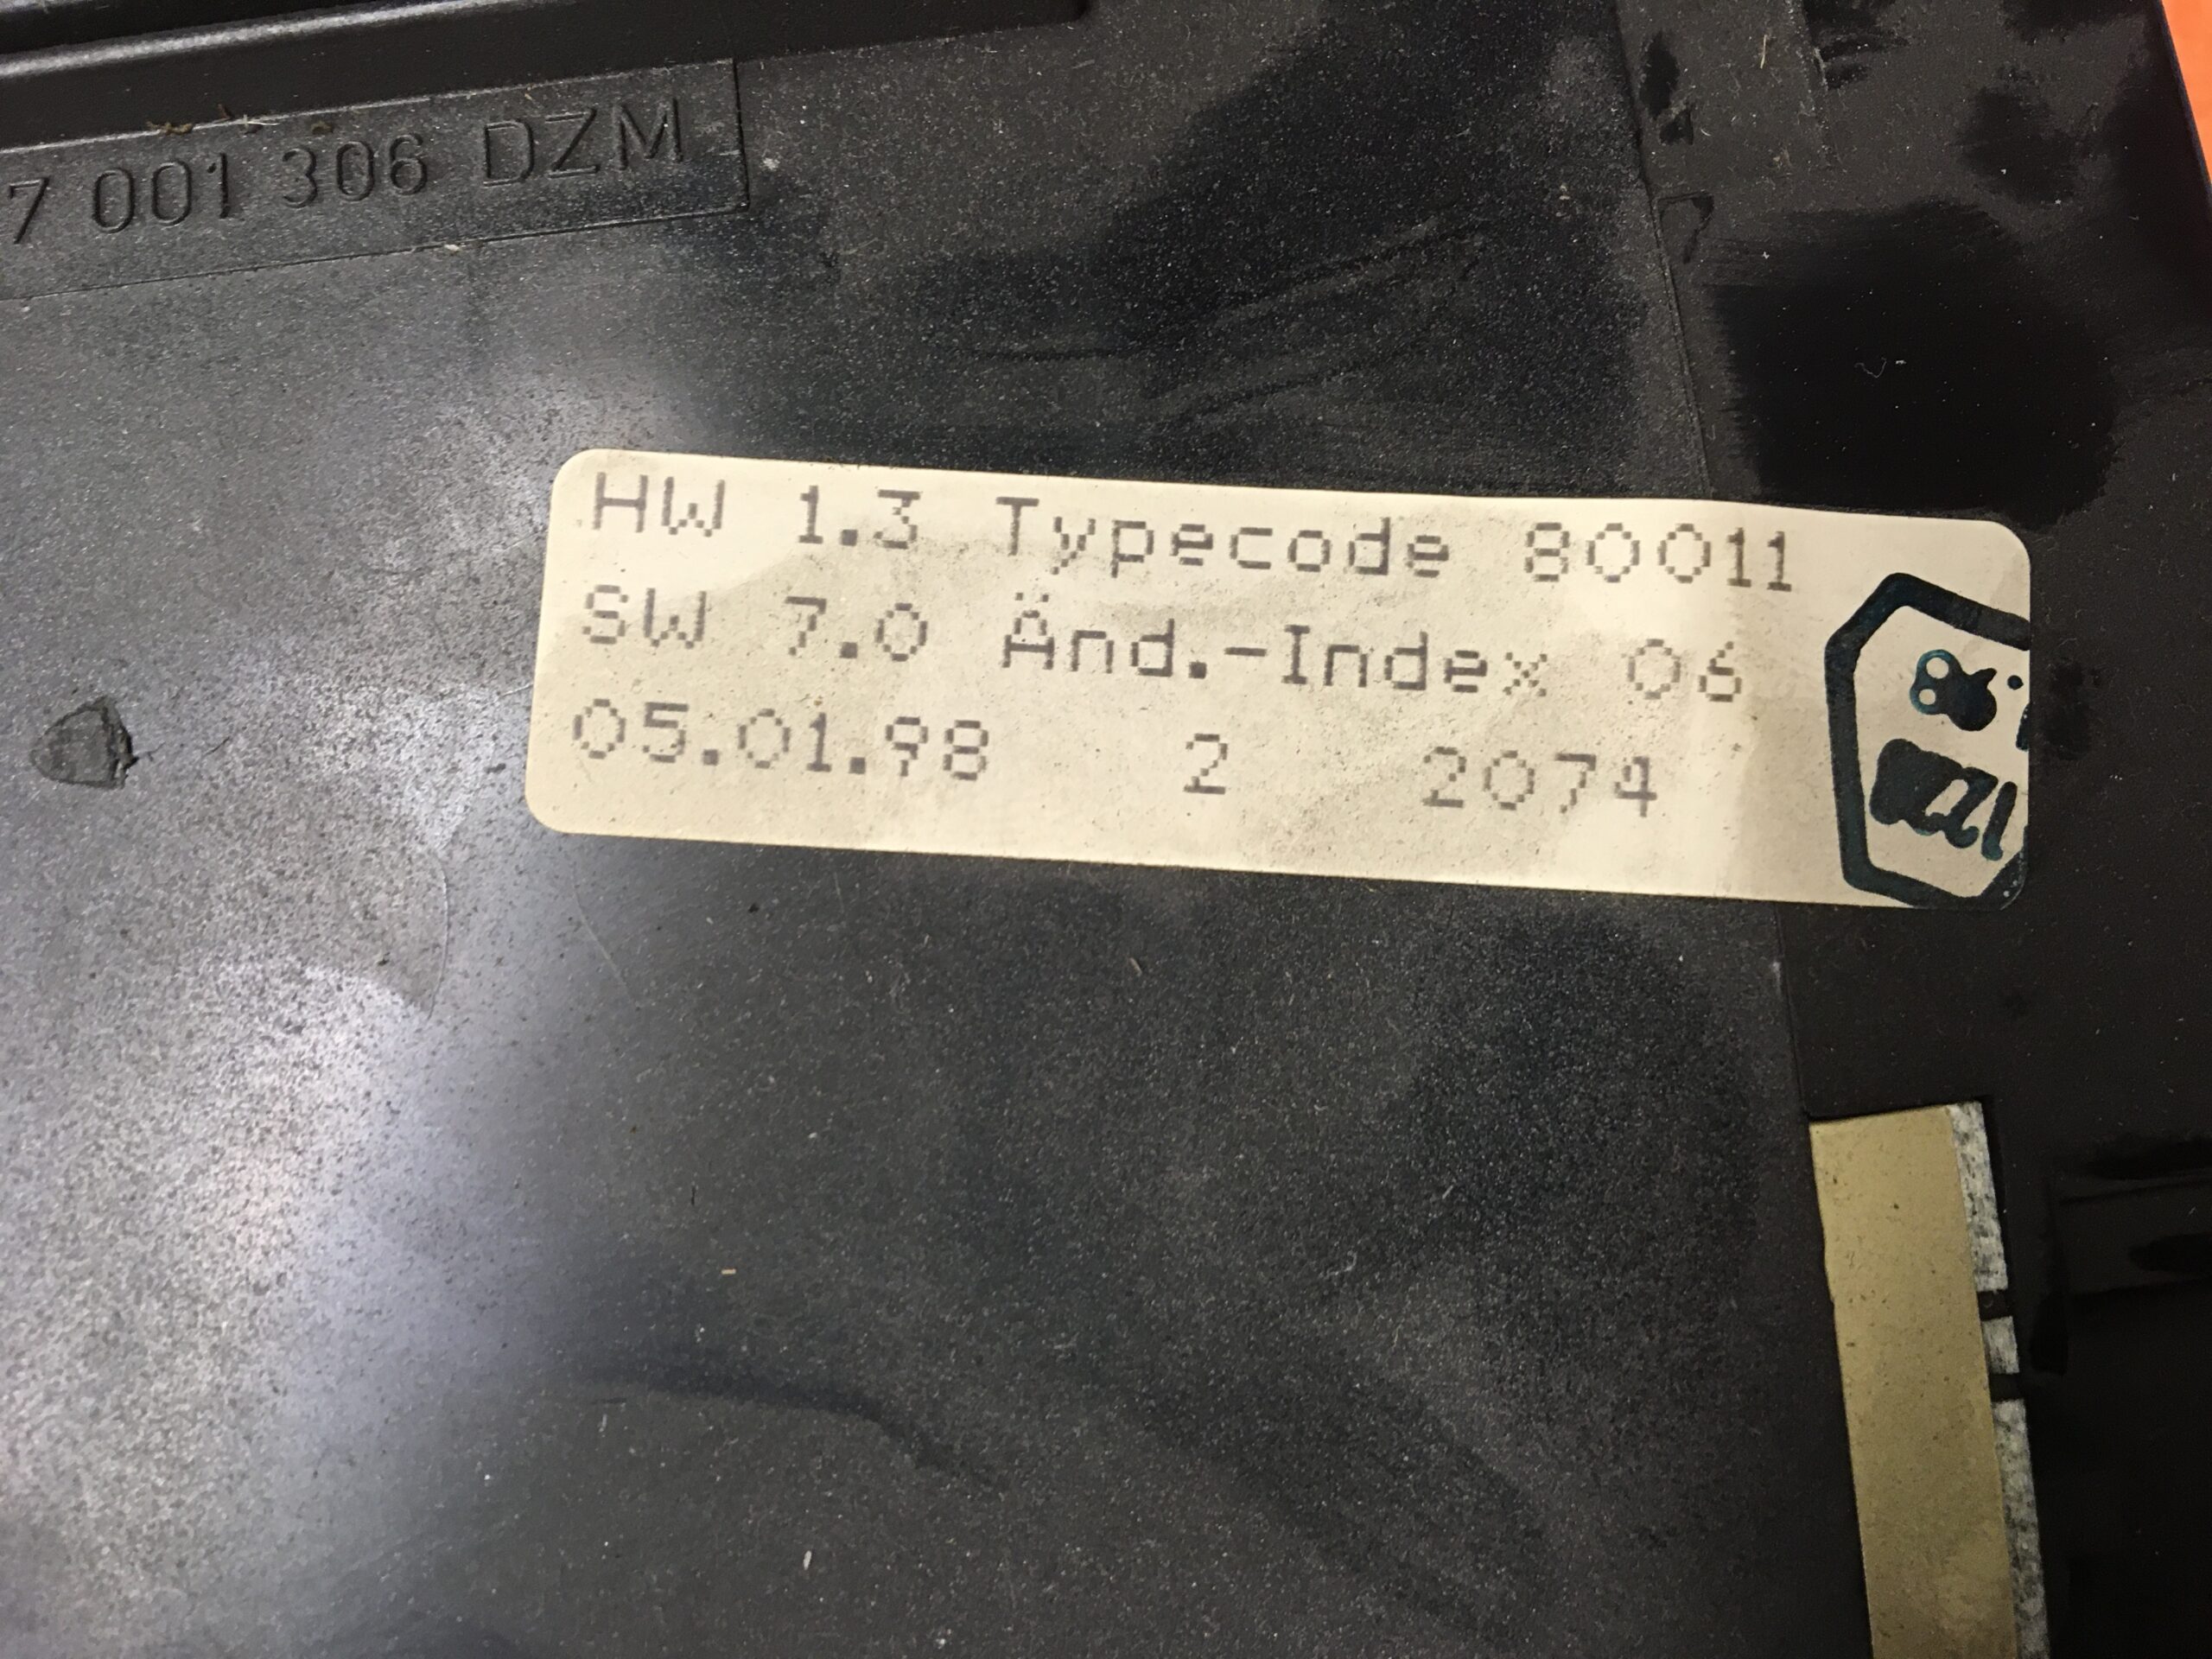 7 001 306 DZM
HW 1.3 Typecode 80011
SW 7.0 Änd.-Index 06
05.01.98 2 2074